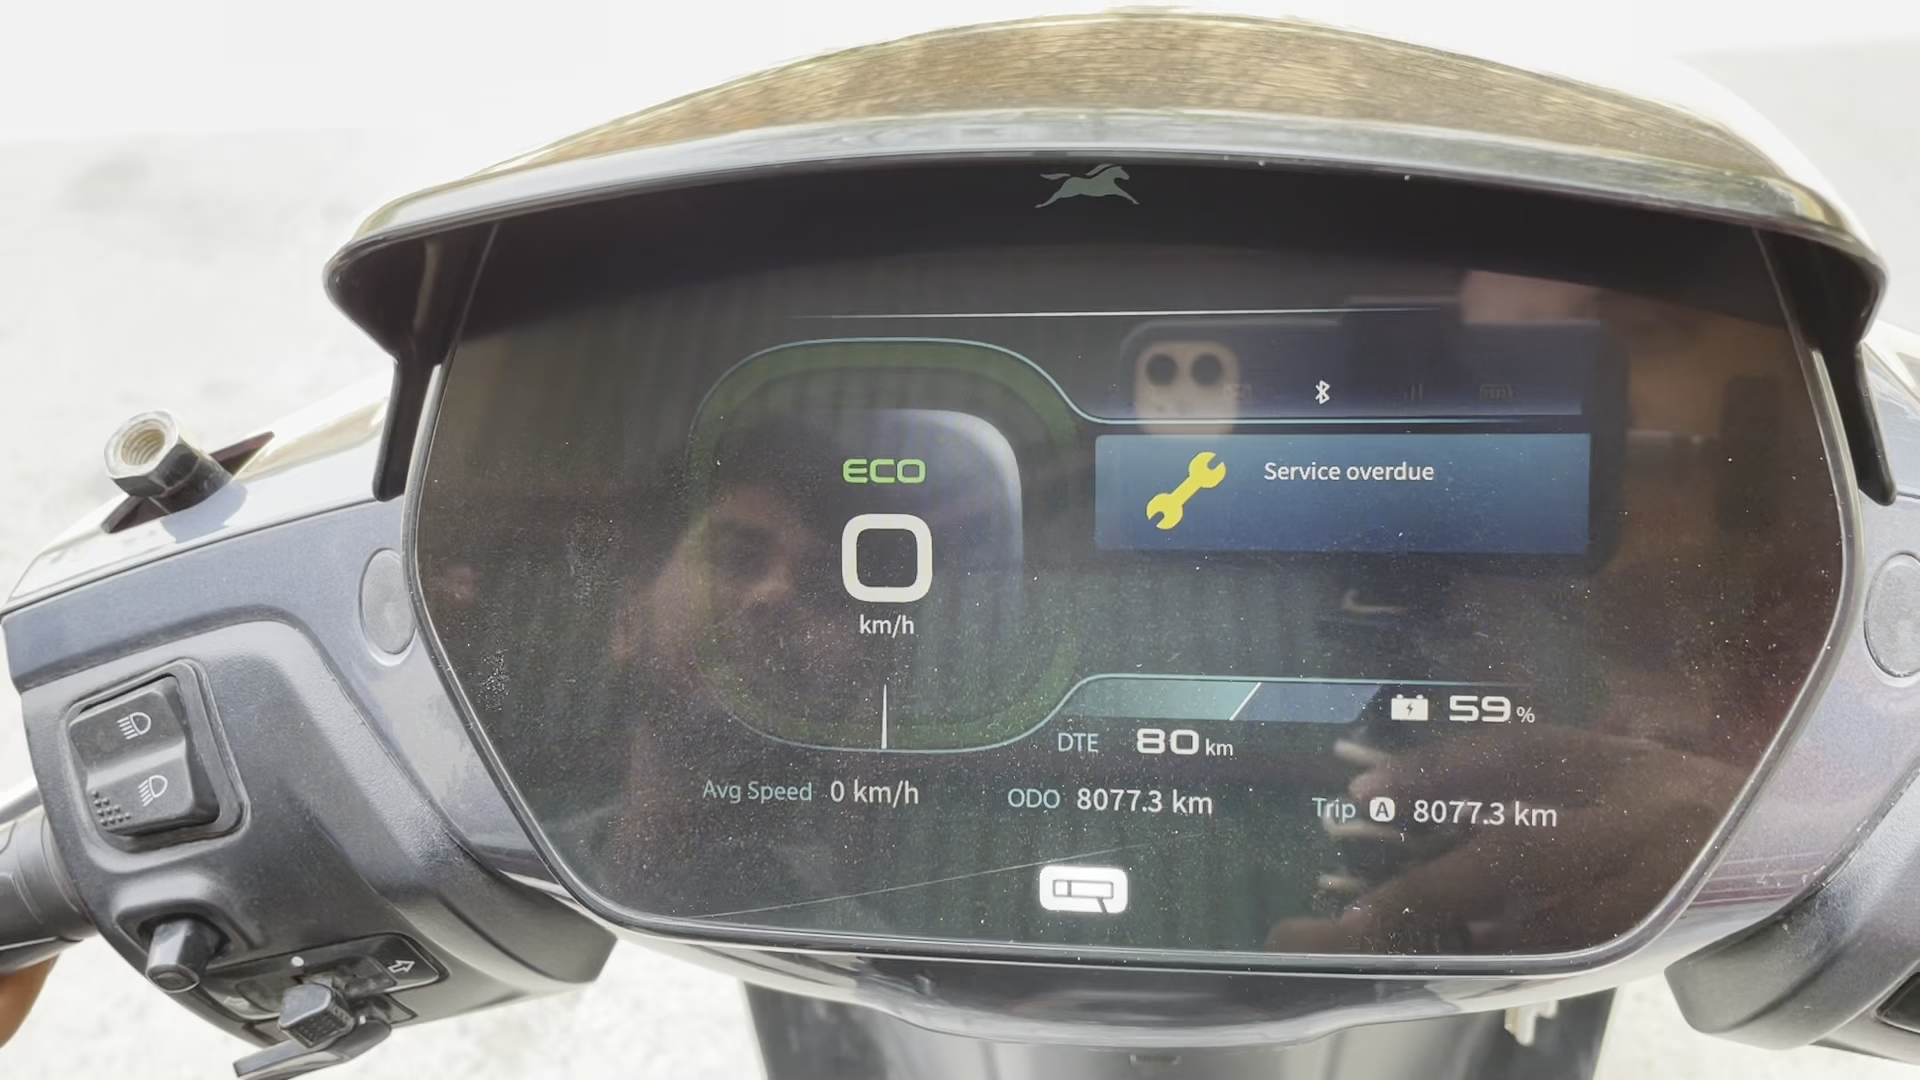 Service overdue
ECO
0
km/h
59 %
DTE 80 km
Avg Speed 0 km/h
ODO 8077.3 km
Trip A 8077.3 km